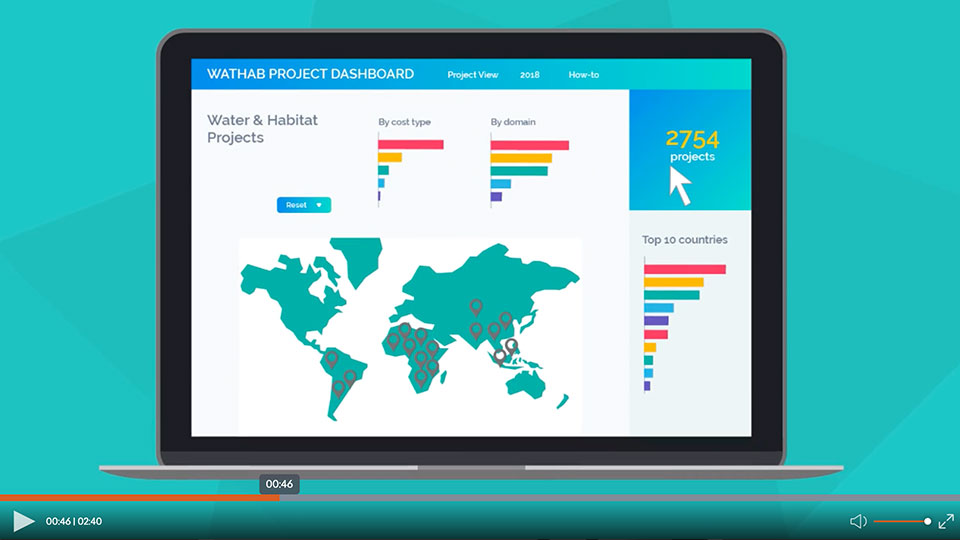 WATHAB PROJECT DASHBOARD
Project View
2018
How-to
Water & Habitat
Projects
By cost type
By domain
2754
projects
Reset
Top 10 countries
00:46
00:46 | 02:40